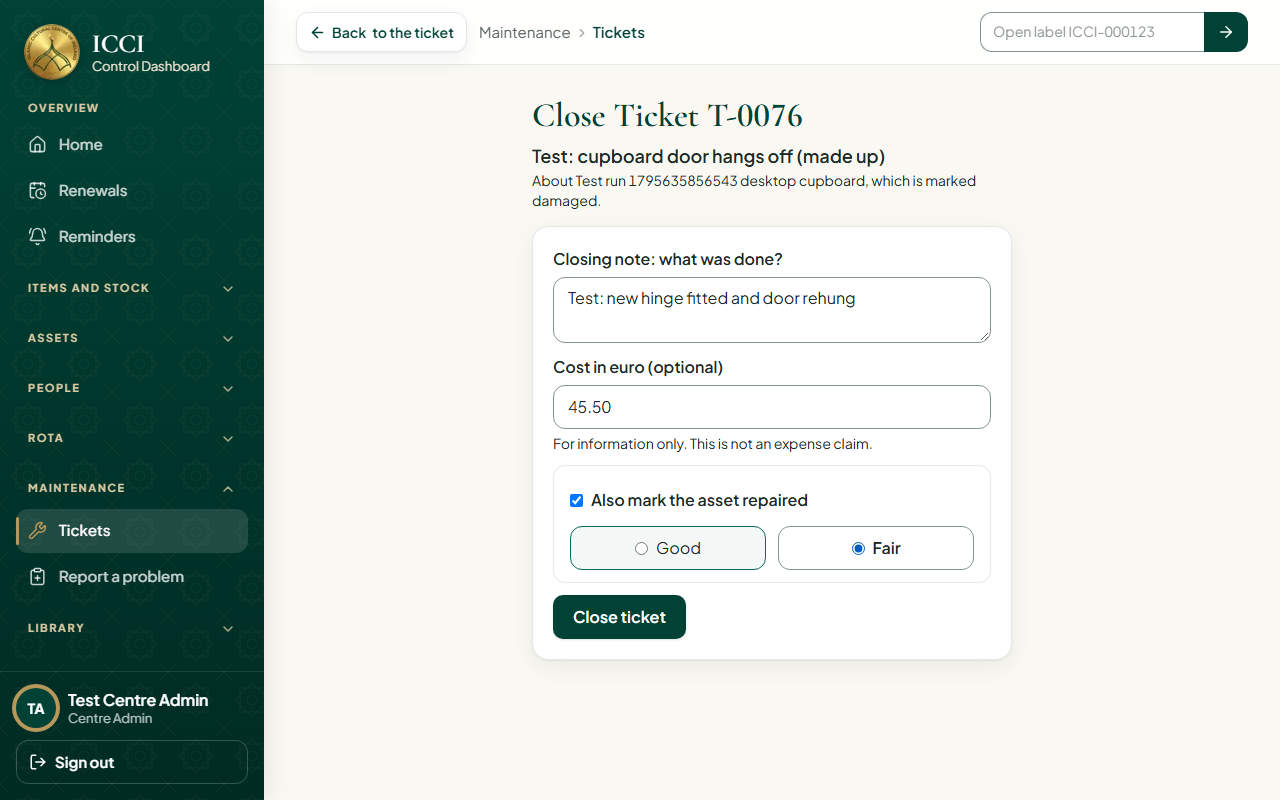 ICCI
Control Dashboard
OVERVIEW
Home
Renewals
Reminders
ITEMS AND STOCK
ASSETS
PEOPLE
ROTA
MAINTENANCE
Tickets
Report a problem
LIBRARY
TA
Test Centre Admin
Centre Admin
Sign out
Back to the ticket
Maintenance › Tickets
Open label ICCI-000123
Close Ticket T-0076
Test: cupboard door hangs off (made up)
About Test run 1795635856543 desktop cupboard, which is marked
damaged.
Closing note: what was done?
Test: new hinge fitted and door rehung
Cost in euro (optional)
45.50
For information only. This is not an expense claim.
Also mark the asset repaired
Good
Fair
Close ticket